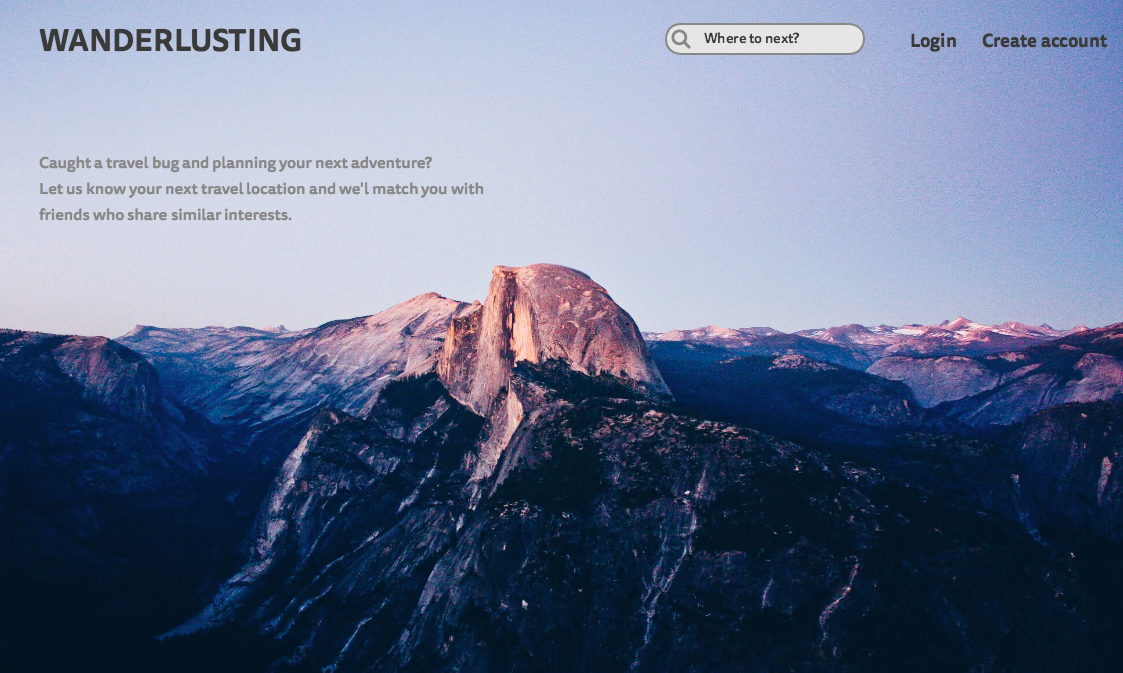 WANDERLUSTING
Where to next?
Login
Create account
Caught a travel bug and planning your next adventure?
Let us know your next travel location and we'l match you with
friends who share similar interests.